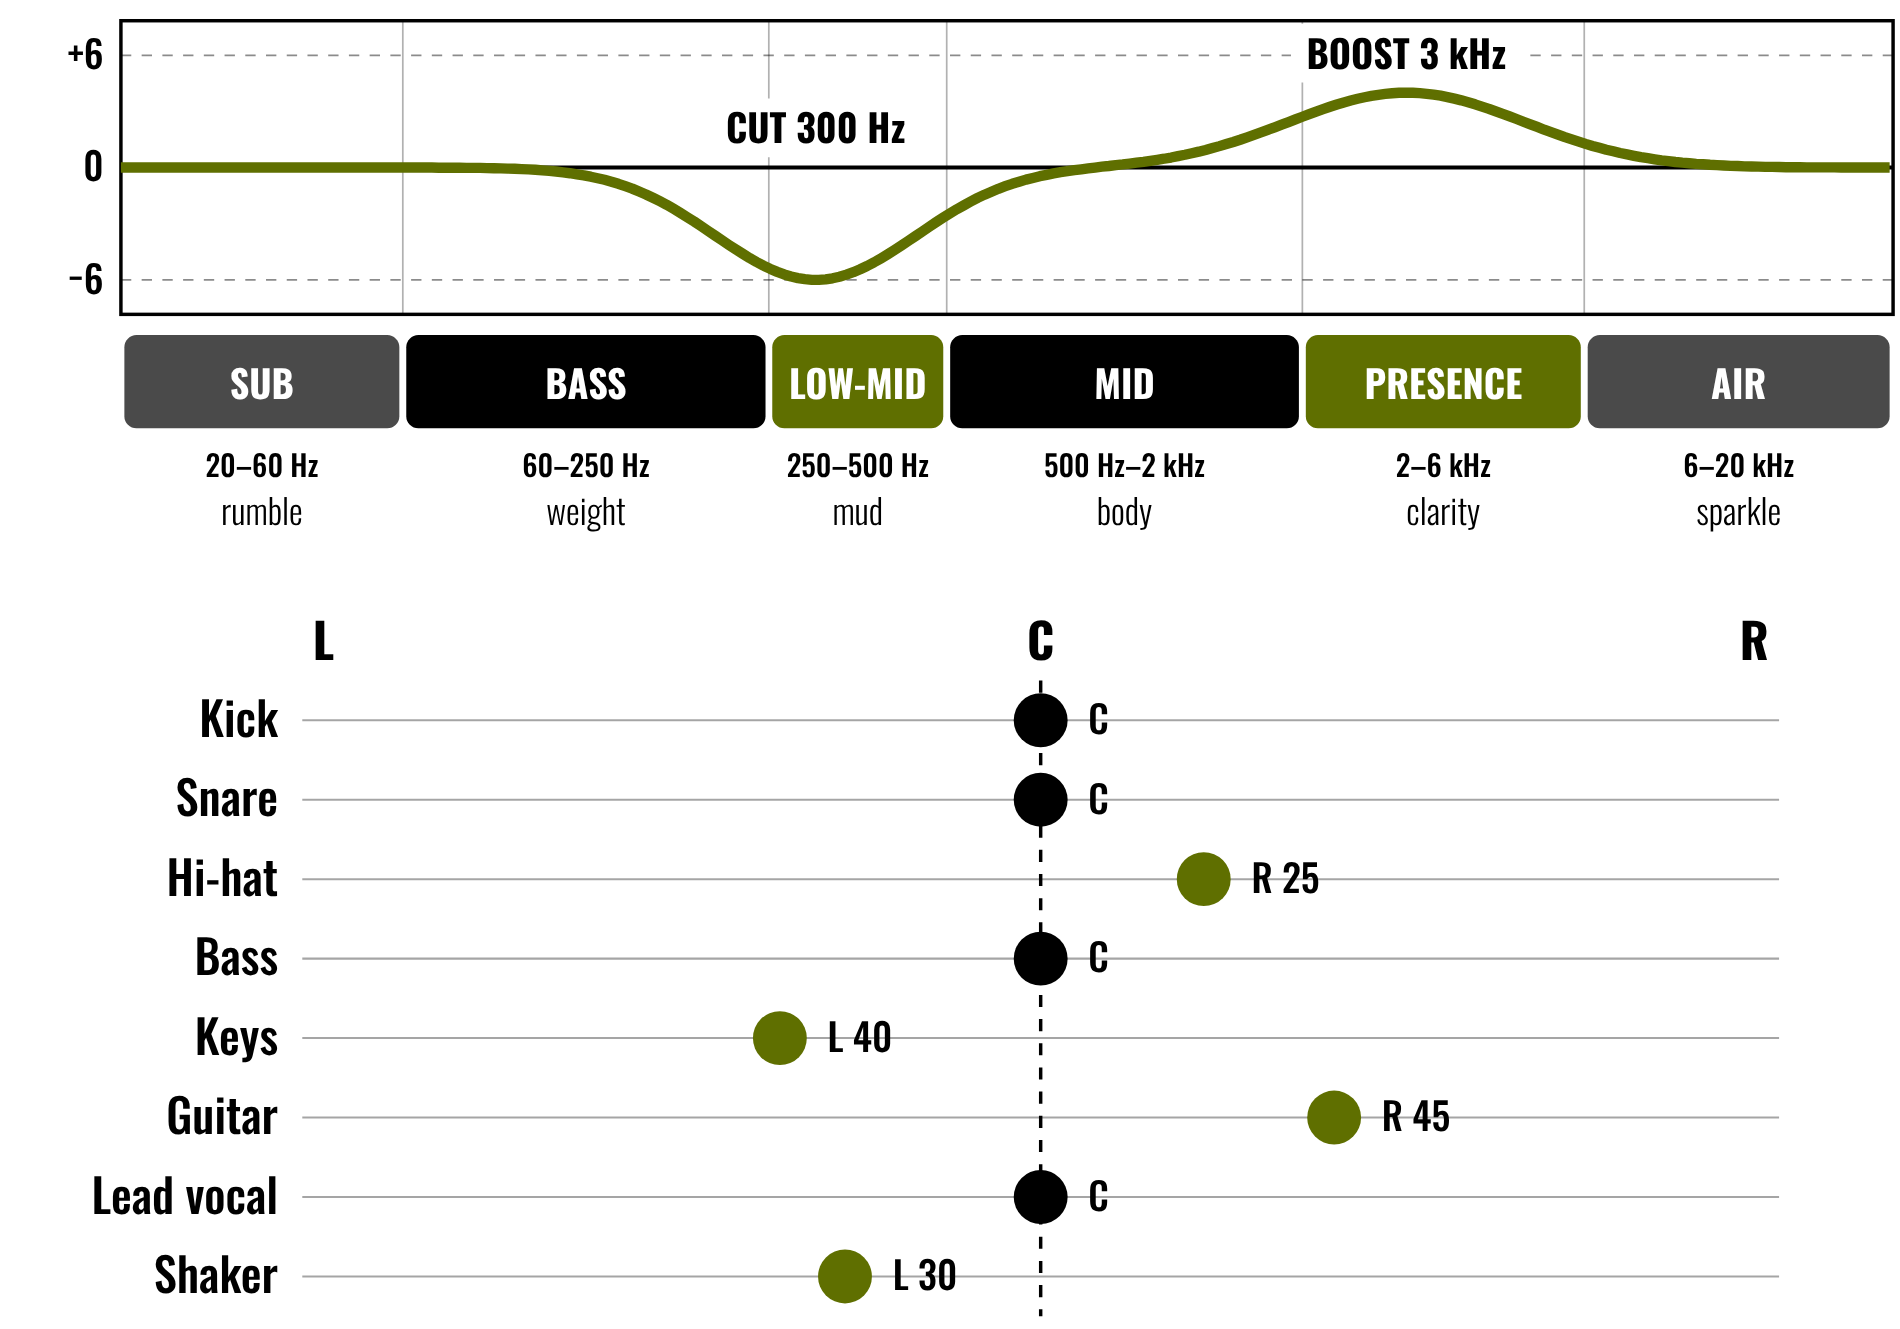 +6
BOOST 3 kHz
CUT 300 Hz
0
−6
SUB BASS LOW-MID MID PRESENCE AIR
20–60 Hz 60–250 Hz 250–500 Hz 500 Hz–2 kHz 2–6 kHz 6–20 kHz
rumble weight mud body clarity sparkle
L C R
Kick C
Snare C
Hi-hat R 25
Bass C
Keys L 40
Guitar R 45
Lead vocal C
Shaker L 30